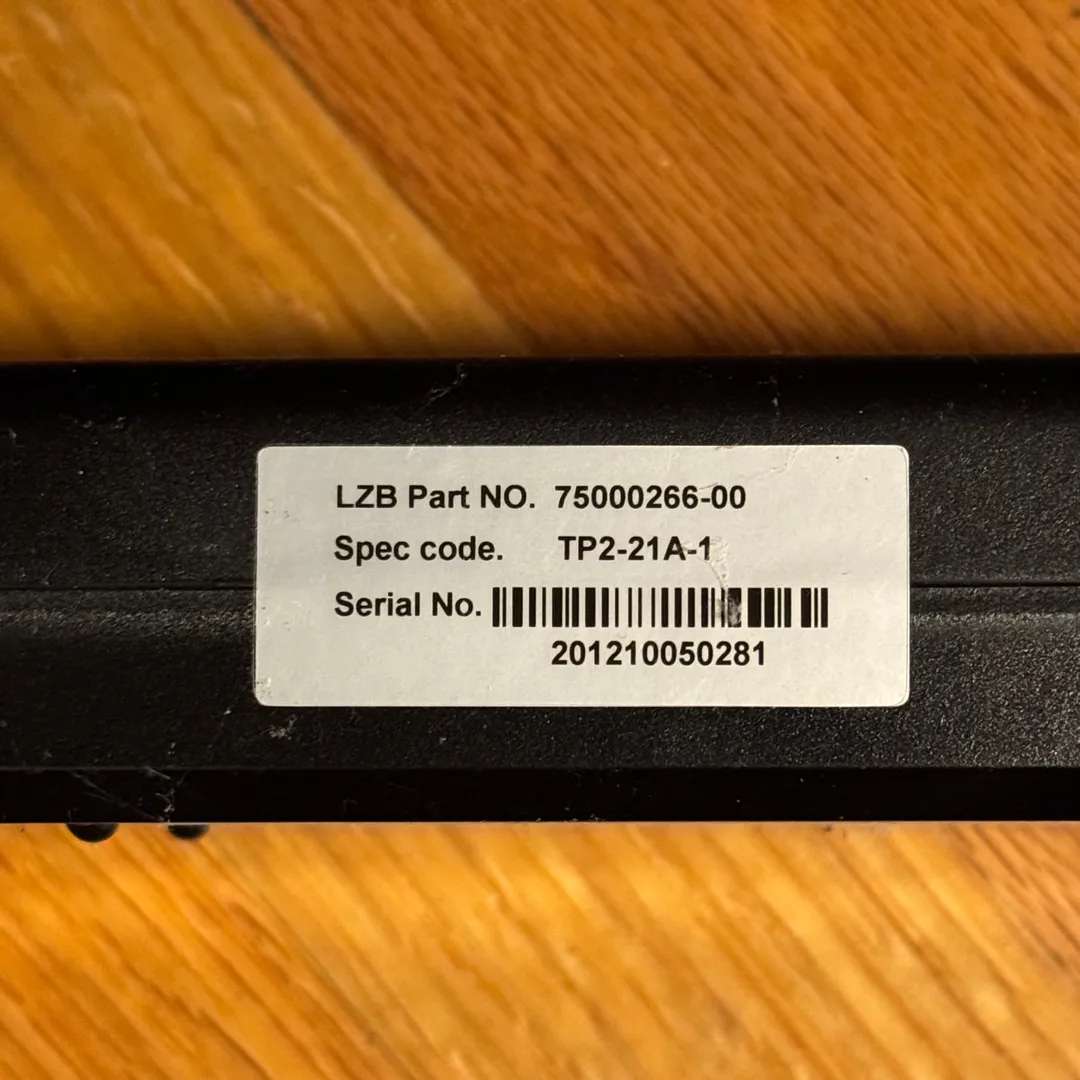 LZB Part NO. 75000266-00
Spec code. TP2-21A-1
Serial No.
201210050281